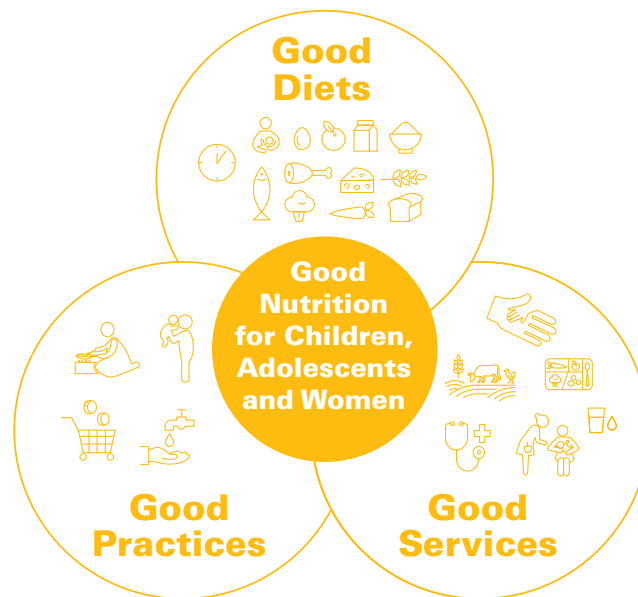 Good
Diets
Good
Nutrition
for Children,
Adolescents
and Women
Good
Practices
Good
Services